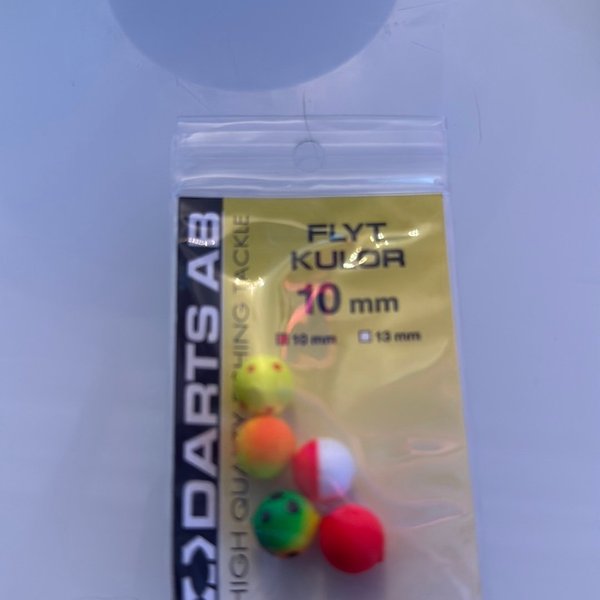 FLYT
KULOR
10 mm
10 mm 13 mm
DARTS AB
HIGH QUALITY FISHING TACKLE